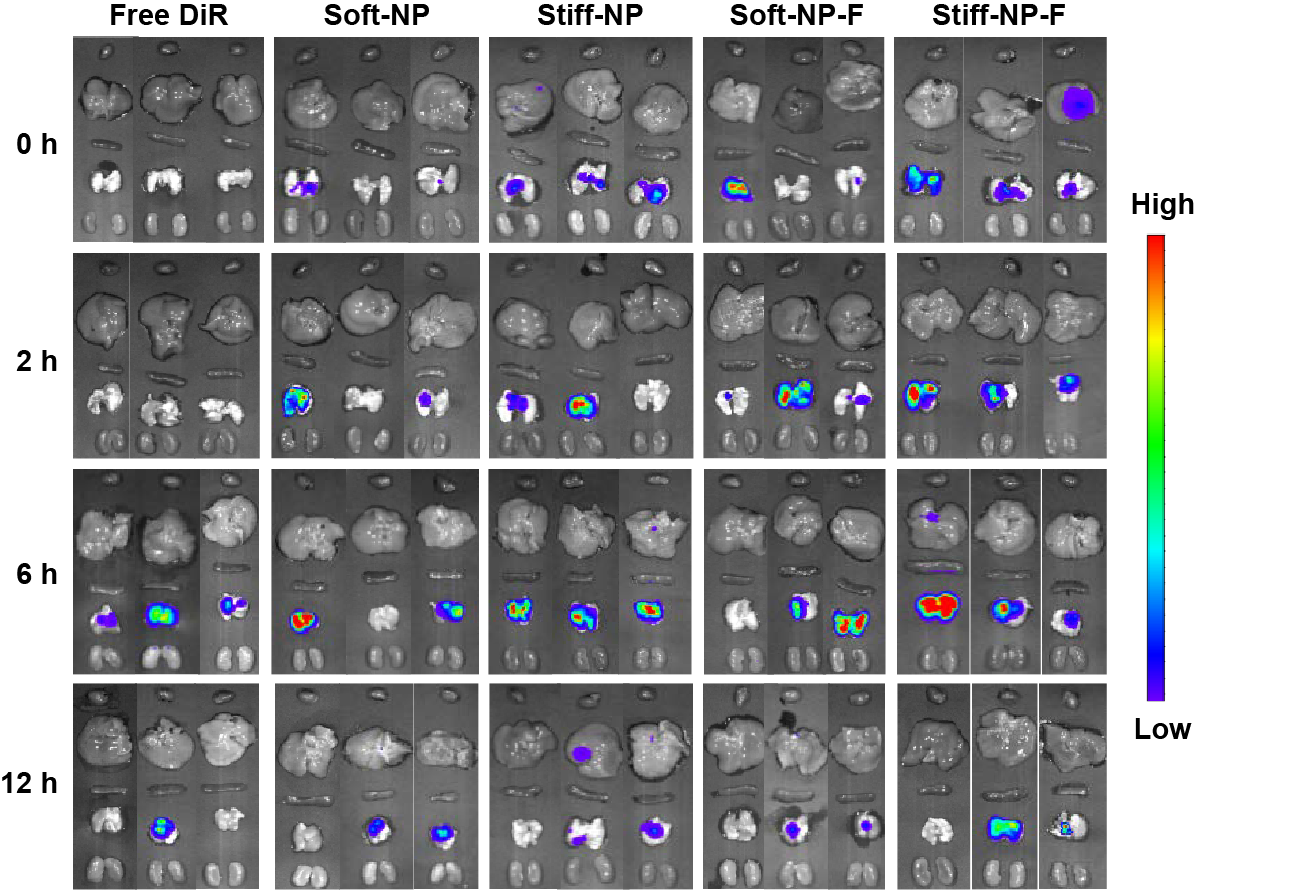 Free DiR Soft-NP Stiff-NP Soft-NP-F Stiff-NP-F
0 h
High
2 h
6 h
Low
12 h